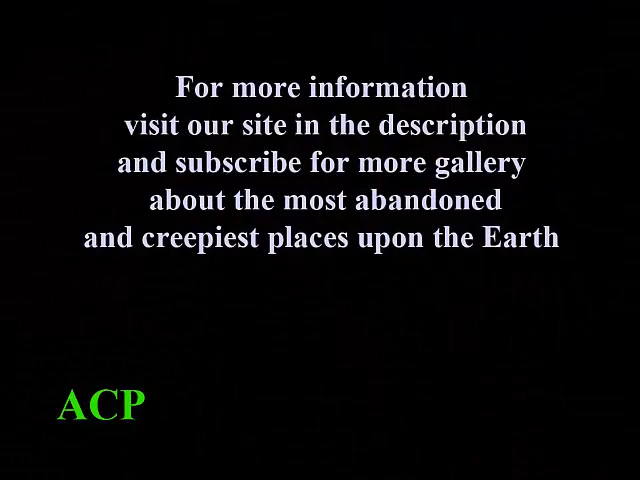 For more information
visit our site in the description
and subscribe for more gallery
about the most abandoned
and creepiest places upon the Earth
ACP